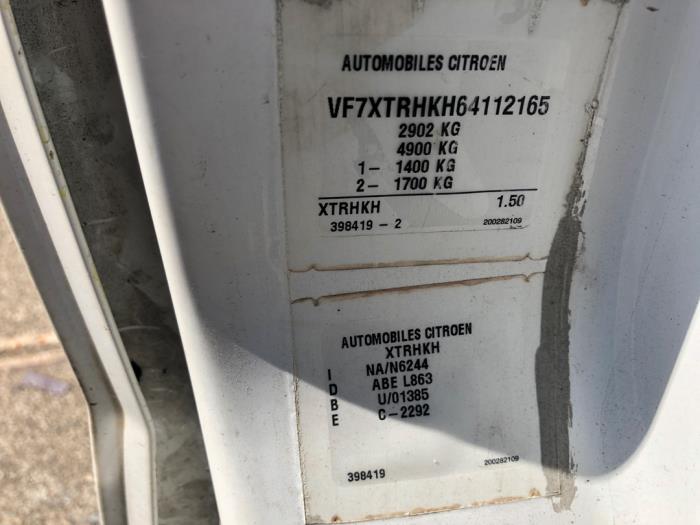 AUTOMOBILES CITROEN
VF7XTRHKH64112165
2902 KG
4900 KG
1– 1400 KG
2– 1700 KG
XTRHKH 1.50
398419 – 2 200282109
AUTOMOBILES CITROEN
XTRHKH
I NA/N6244
D ABE L863
B U/01385
E C–2292
398419 200282109